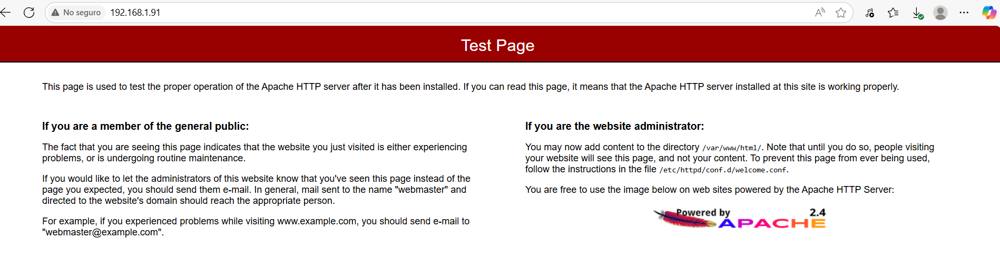 No seguro 192.168.1.91
Test Page
This page is used to test the proper operation of the Apache HTTP server after it has been installed. If you can read this page, it means that the Apache HTTP server installed at this site is working properly.
If you are a member of the general public:
The fact that you are seeing this page indicates that the website you just visited is either experiencing
problems, or is undergoing routine maintenance.
If you would like to let the administrators of this website know that you've seen this page instead of the
page you expected, you should send them e-mail. In general, mail sent to the name "webmaster" and
directed to the website's domain should reach the appropriate person.
For example, if you experienced problems while visiting www.example.com, you should send e-mail to
"webmaster@example.com".
If you are the website administrator:
You may now add content to the directory /var/www/html/. Note that until you do so, people visiting
your website will see this page, and not your content. To prevent this page from ever being used,
follow the instructions in the file /etc/httpd/conf.d/welcome.conf.
You are free to use the image below on web sites powered by the Apache HTTP Server:
Powered by 2.4
APACHE